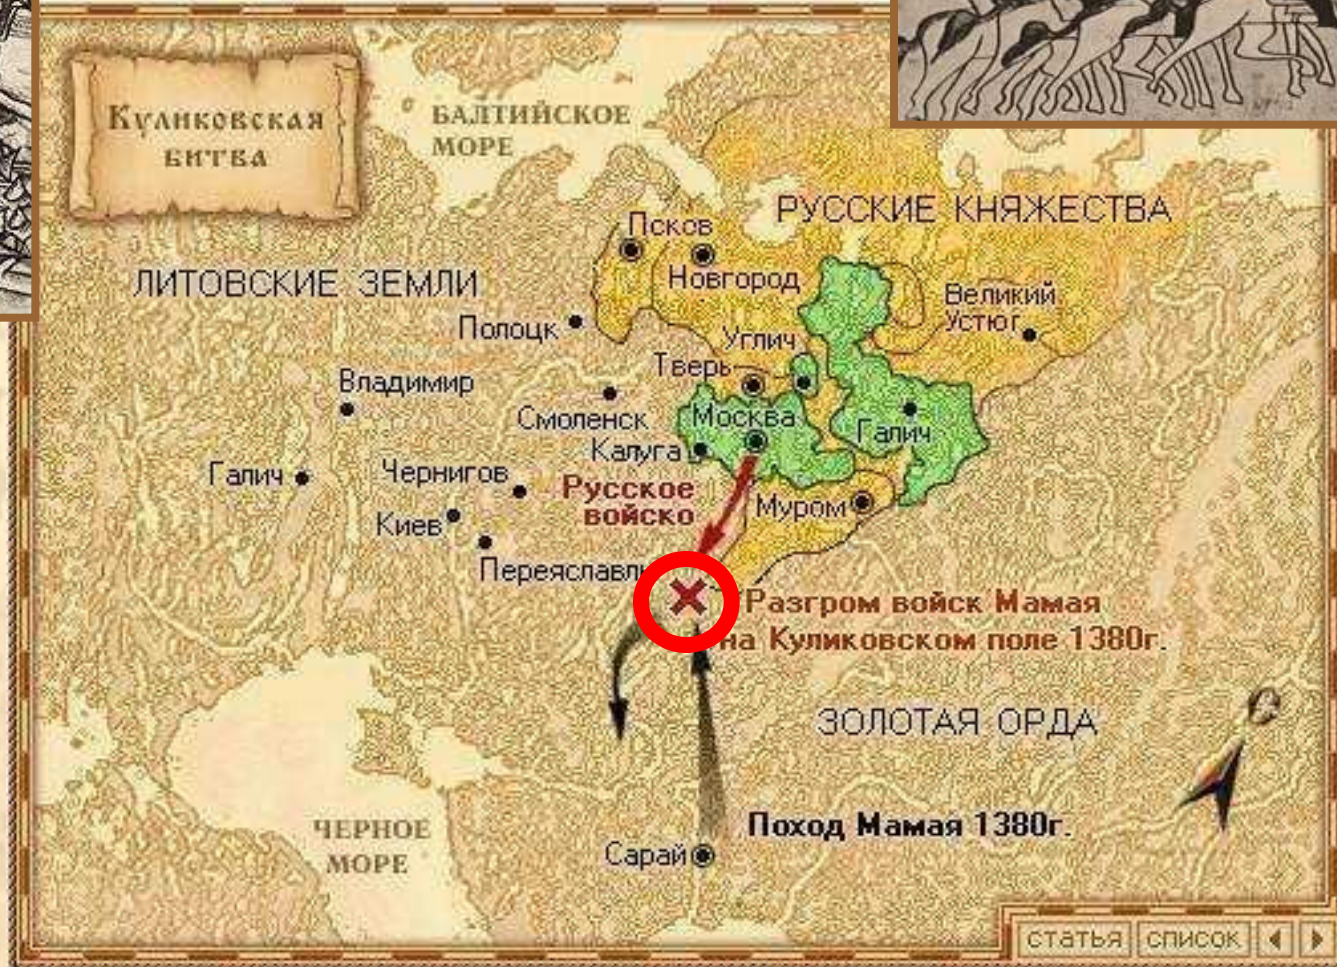 Куликовская
битва
БАЛТИЙСКОЕ
МОРЕ
РУССКИЕ КНЯЖЕСТВА
Псков
Новгород
ЛИТОВСКИЕ ЗЕМЛИ
Великий
Устюг
Полоцк
Углич
Тверь
Владимир
Смоленск
Москва
Галич
Калуга
Галич
Чернигов
Русское
войско
Муром
Киев
Переяславль
Разгром войск Мамая
на Куликовском поле 1380г.
ЗОЛОТАЯ ОРДА
С
Поход Мамая 1380г.
ЧЕРНОЕ
МОРЕ
Сарай
статья список